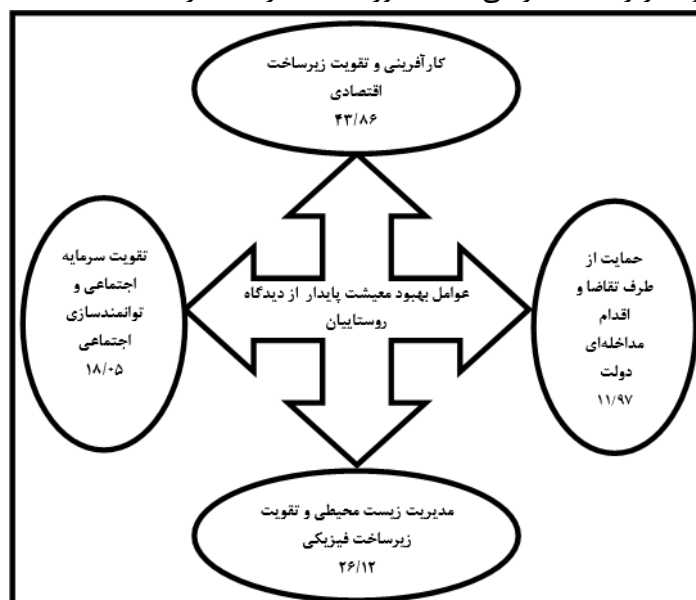 کارآفرینی و تقویت زیرساخت
اقتصادی
۴۳/۸۶
حمایت از
طرف تقاضا و
اقدام
مداخله‌ای
دولت
۱۱/۹۷
عوامل بهبود معیشت پایدار از دیدگاه
روستاییان
تقویت سرمایه
اجتماعی و
توانمندسازی
اجتماعی
۱۸/۰۵
مدیریت زیست محیطی و تقویت
زیرساخت فیزیکی
۲۶/۱۲